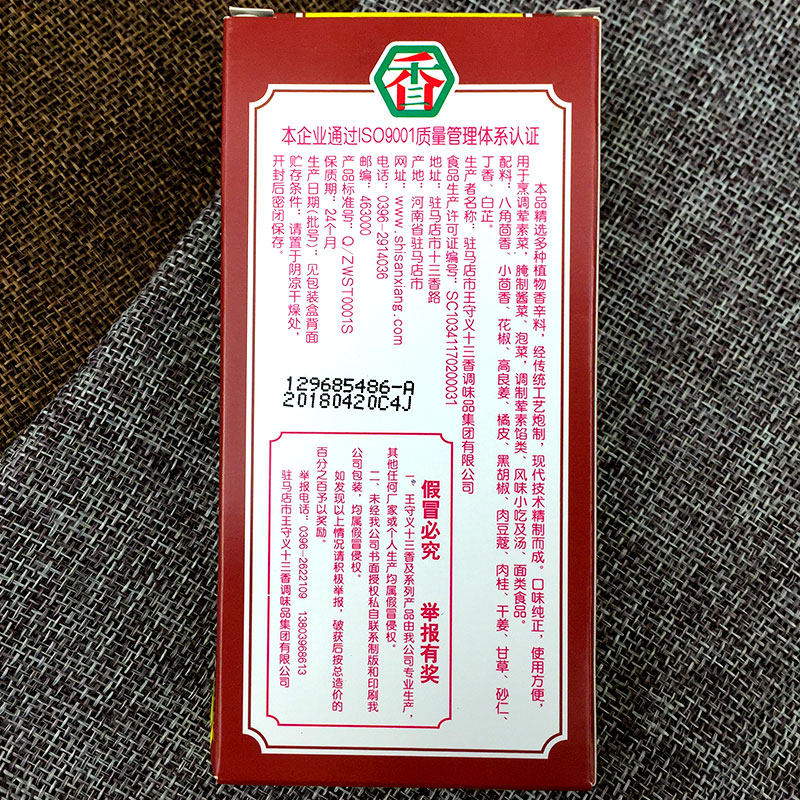 香
本企业通过ISO9001质量管理体系认证
本品精选多种植物香辛料，经传统工艺炮制，现代技术精制而成。口味纯正，使用方便，
用于烹调荤素菜，腌制酱菜、泡菜，调制荤素馅类、风味小吃及汤、面类食品。
配料：八角茴香、小茴香、花椒、高良姜、橘皮、黑胡椒、肉豆蔻、肉桂、干姜、甘草、砂仁、
丁香、白芷。
生产者名称：驻马店市王守义十三香调味品集团有限公司
食品生产许可证编号：SC10341170200031
地址：驻马店市十三香路
产地：河南省驻马店市
网址：www.shisanxiang.com
电话：0396-2914036
邮编：463000
产品标准号：Q/ZWST0001S
保质期：24个月
生产日期(批号)：见包装盒背面
贮存条件：请置于阴凉干燥处，
开封后密闭保存。
129685486-A
20180420C4J
假冒必究 举报有奖
一、王守义十三香及系列产品由我公司专业生产，
其他任何厂家或个人生产均属假冒侵权。
二、未经我公司书面授权私自联系制版和印刷我
公司包装，均属假冒侵权。
如发现以上情况请积极举报，破获后按总造价的
百分之百予以奖励。
举报电话：0396-2622109 13803968613
驻马店市王守义十三香调味品集团有限公司